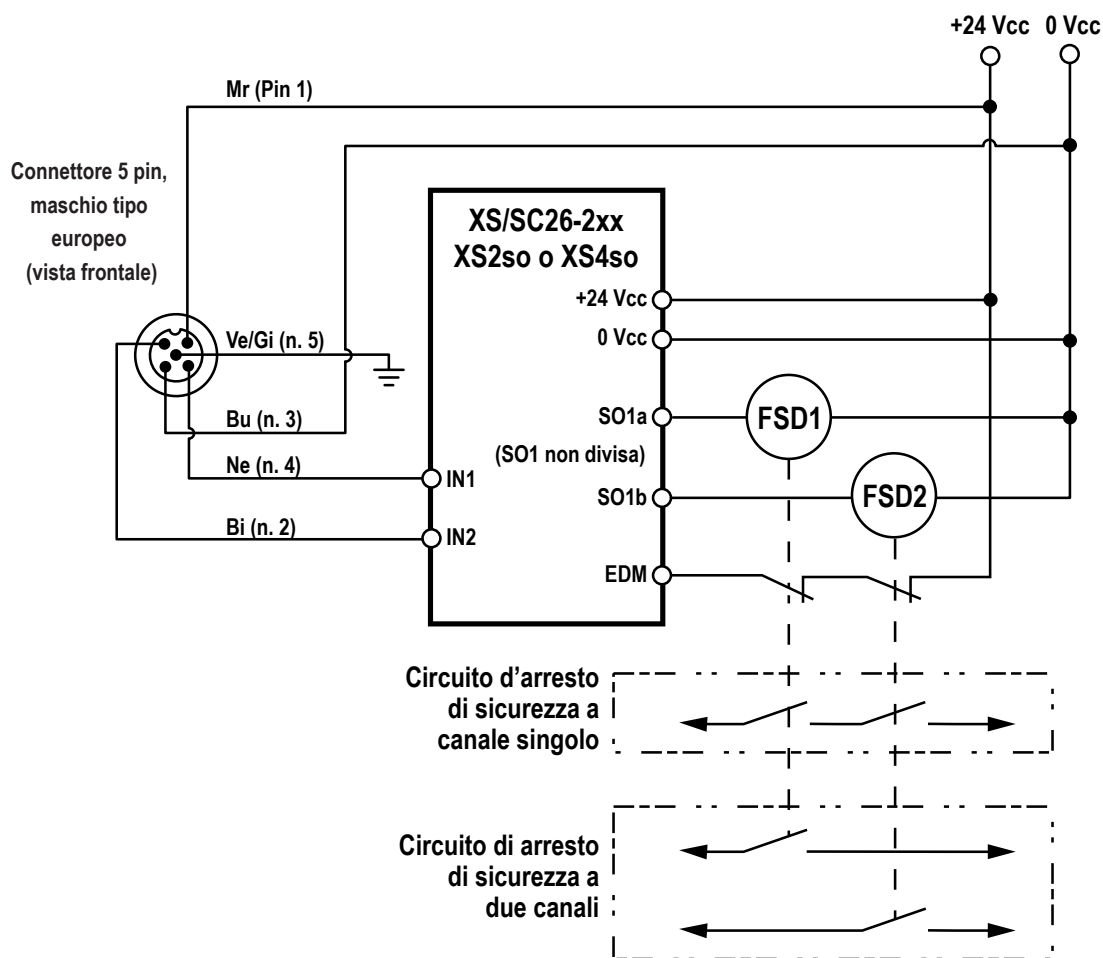 +24 Vcc 0 Vcc
Mr (Pin 1)
Connettore 5 pin,
maschio tipo
europeo
(vista frontale)
XS/SC26-2xx
XS2so o XS4so
+24 Vcc
0 Vcc
Ve/Gi (n. 5)
SO1a
FSD1
Bu (n. 3)
(SO1 non divisa)
Ne (n. 4)
IN1
SO1b
FSD2
Bi (n. 2)
IN2
EDM
Circuito d’arresto
di sicurezza a
canale singolo
Circuito di arresto
di sicurezza a
due canali